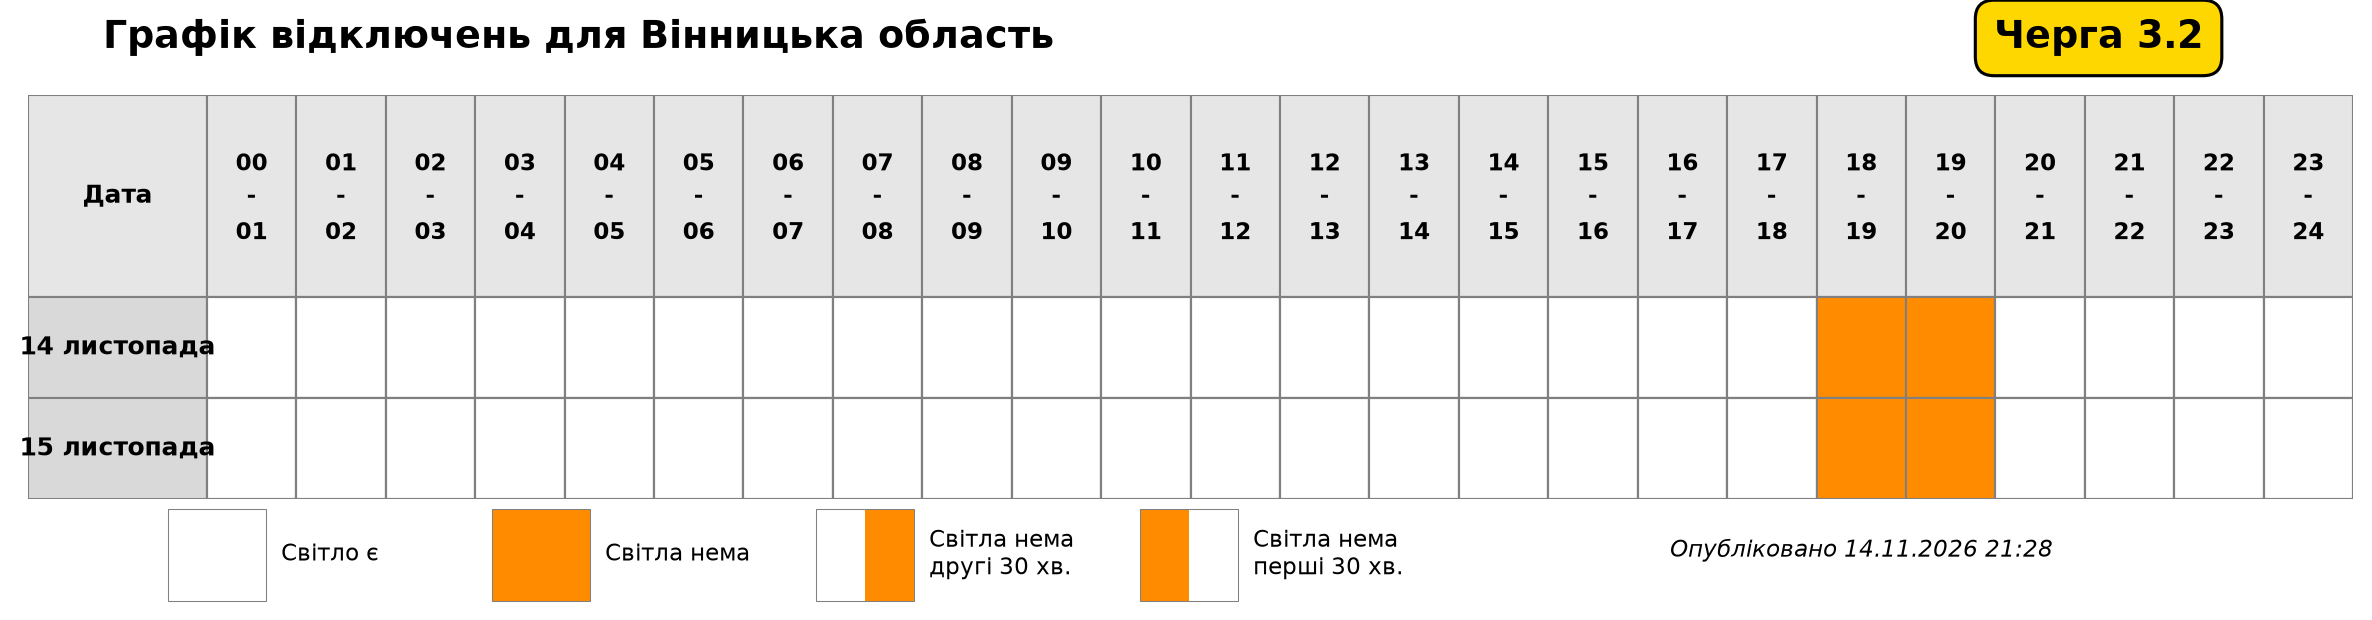 Графік відключень для Вінницька область
Черга 3.2
Дата
00 - 01
01 - 02
02 - 03
03 - 04
04 - 05
05 - 06
06 - 07
07 - 08
08 - 09
09 - 10
10 - 11
11 - 12
12 - 13
13 - 14
14 - 15
15 - 16
16 - 17
17 - 18
18 - 19
19 - 20
20 - 21
21 - 22
22 - 23
23 - 24
14 листопада
15 листопада
Світло є
Світла нема
Світла нема
другі 30 хв.
Світла нема
перші 30 хв.
Опубліковано 14.11.2026 21:28